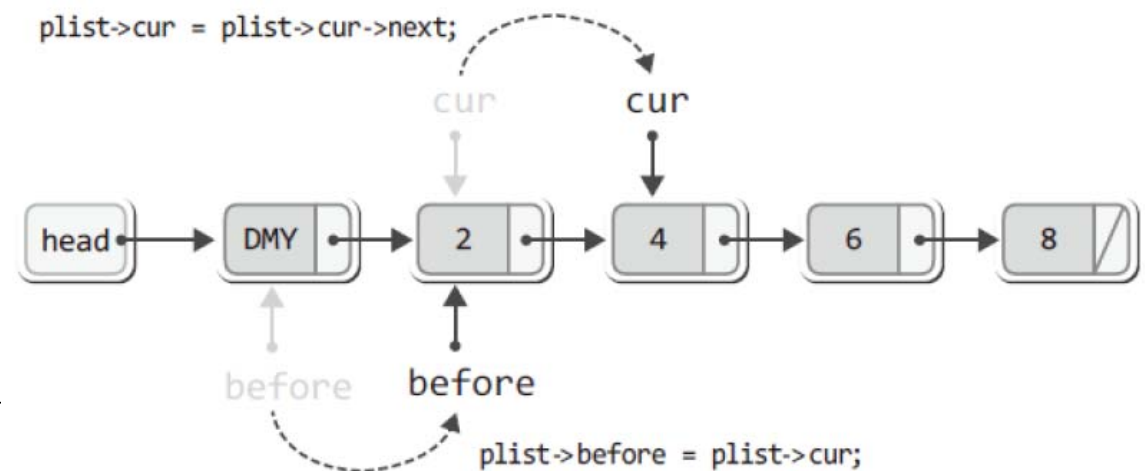 plist->cur = plist->cur->next;
cur cur
head DMY 2 4 6 8
before before
plist->before = plist->cur;